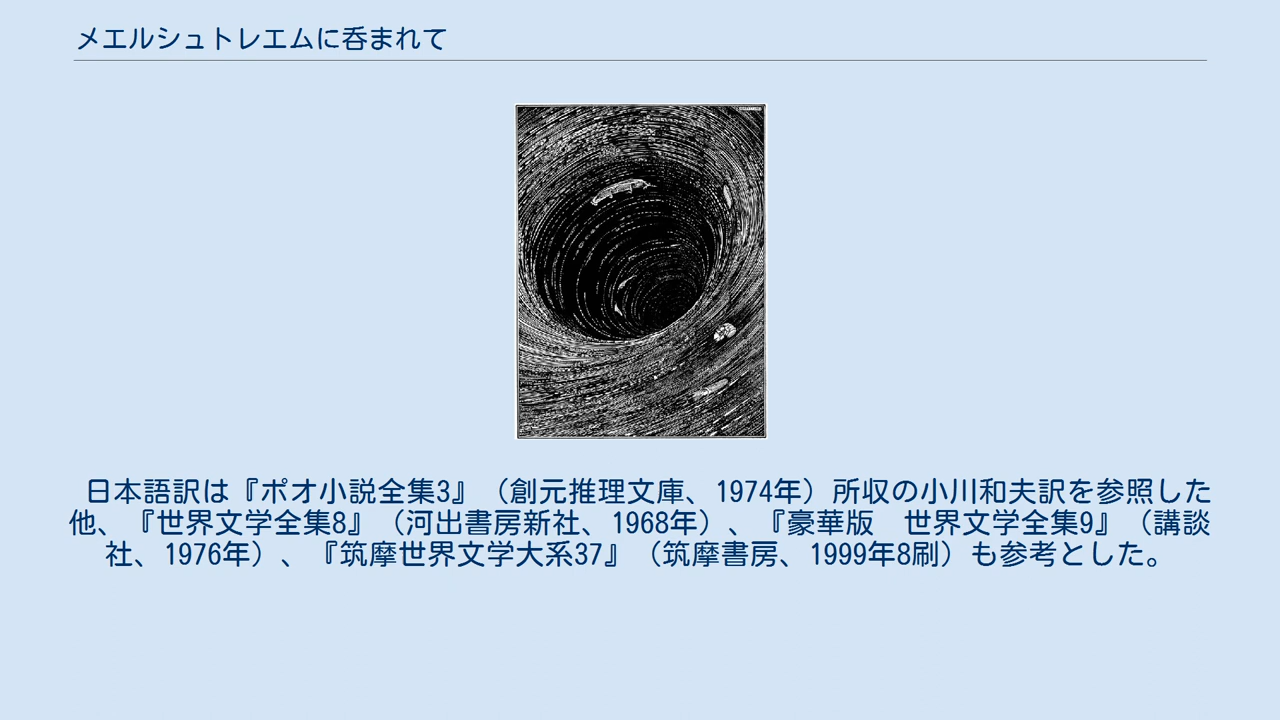 メエルシュトレエムに呑まれて
日本語訳は『ポオ小説全集3』（創元推理文庫、1974年）所収の小川和夫訳を参照した
他、『世界文学全集8』（河出書房新社、1968年）、『豪華版　世界文学全集9』（講談
社、1976年）、『筑摩世界文学大系37』（筑摩書房、1999年8刷）も参考とした。